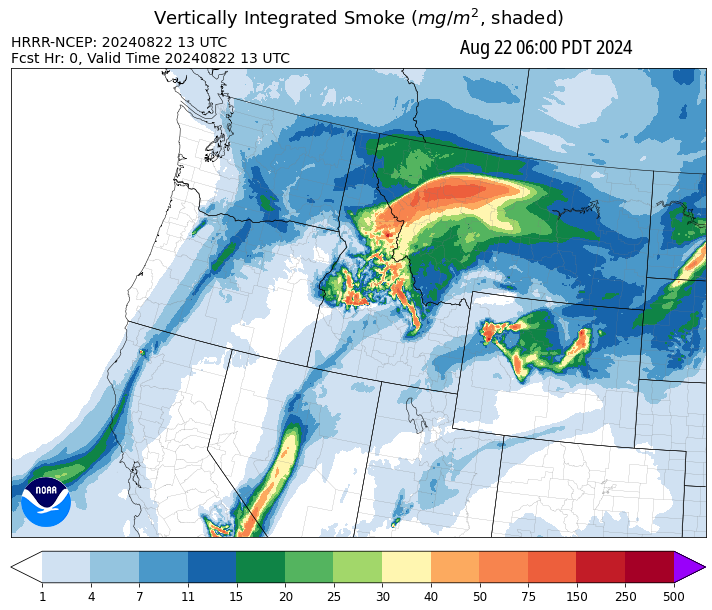 Vertically Integrated Smoke (mg/m², shaded)
HRRR-NCEP: 20240822 13 UTC
Fcst Hr: 0, Valid Time 20240822 13 UTC
Aug 22 06:00 PDT 2024
NOAA
1 4 7 11 15 20 25 30 40 50 75 150 250 500